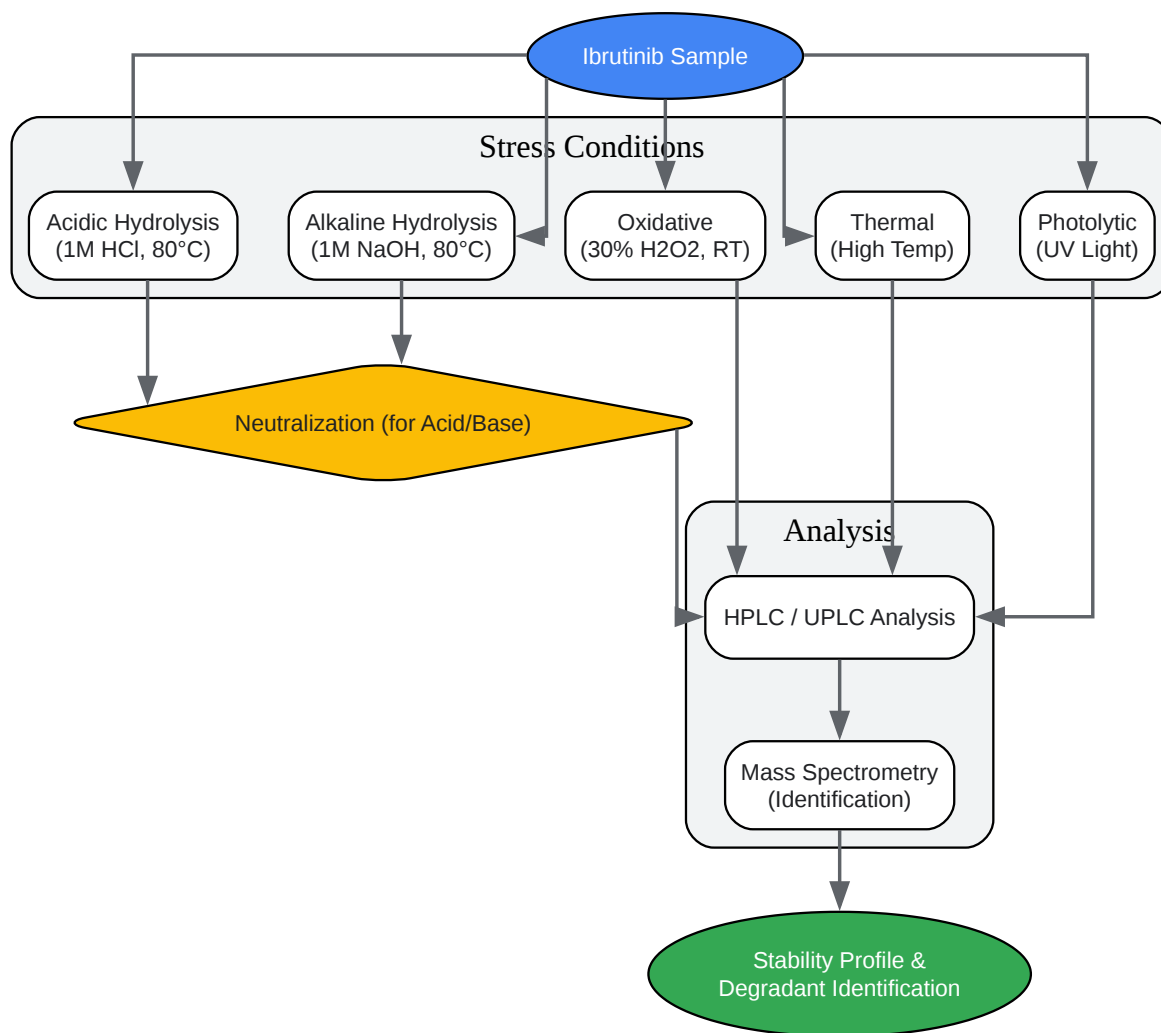 Ibrutinib Sample
Stress Conditions
Acidic Hydrolysis
(1M HCl, 80°C)
Alkaline Hydrolysis
(1M NaOH, 80°C)
Oxidative
(30% H2O2, RT)
Thermal
(High Temp)
Photolytic
(UV Light)
Neutralization (for Acid/Base)
Analysis
HPLC / UPLC Analysis
Mass Spectrometry
(Identification)
Stability Profile &
Degradant Identification